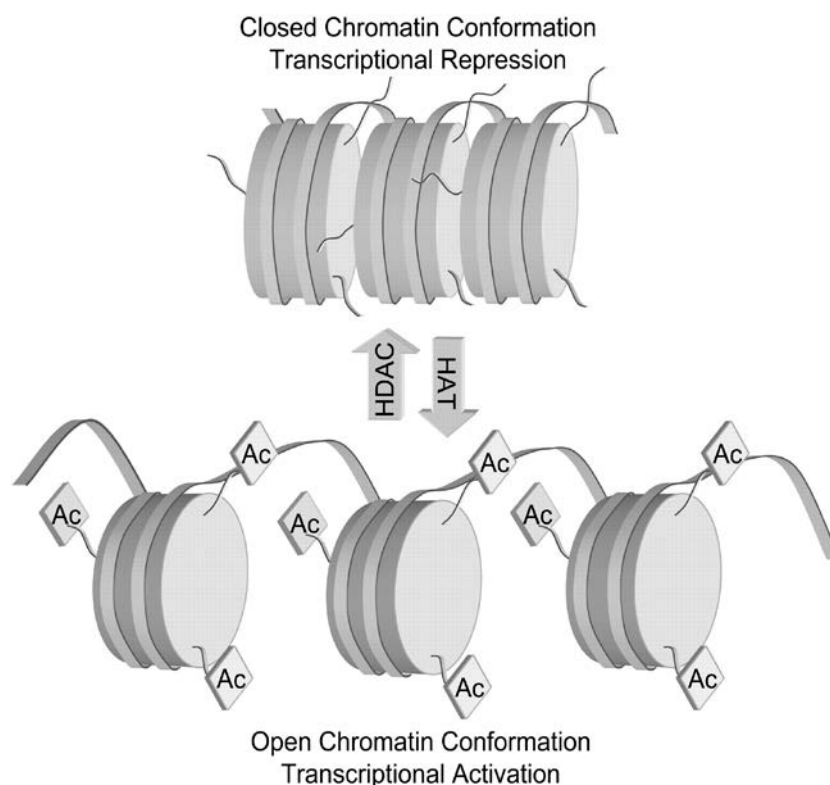 Closed Chromatin Conformation
Transcriptional Repression
HDAC
HAT
Ac
Ac
Ac
Ac
Ac
Ac
Ac
Ac
Ac
Open Chromatin Conformation
Transcriptional Activation